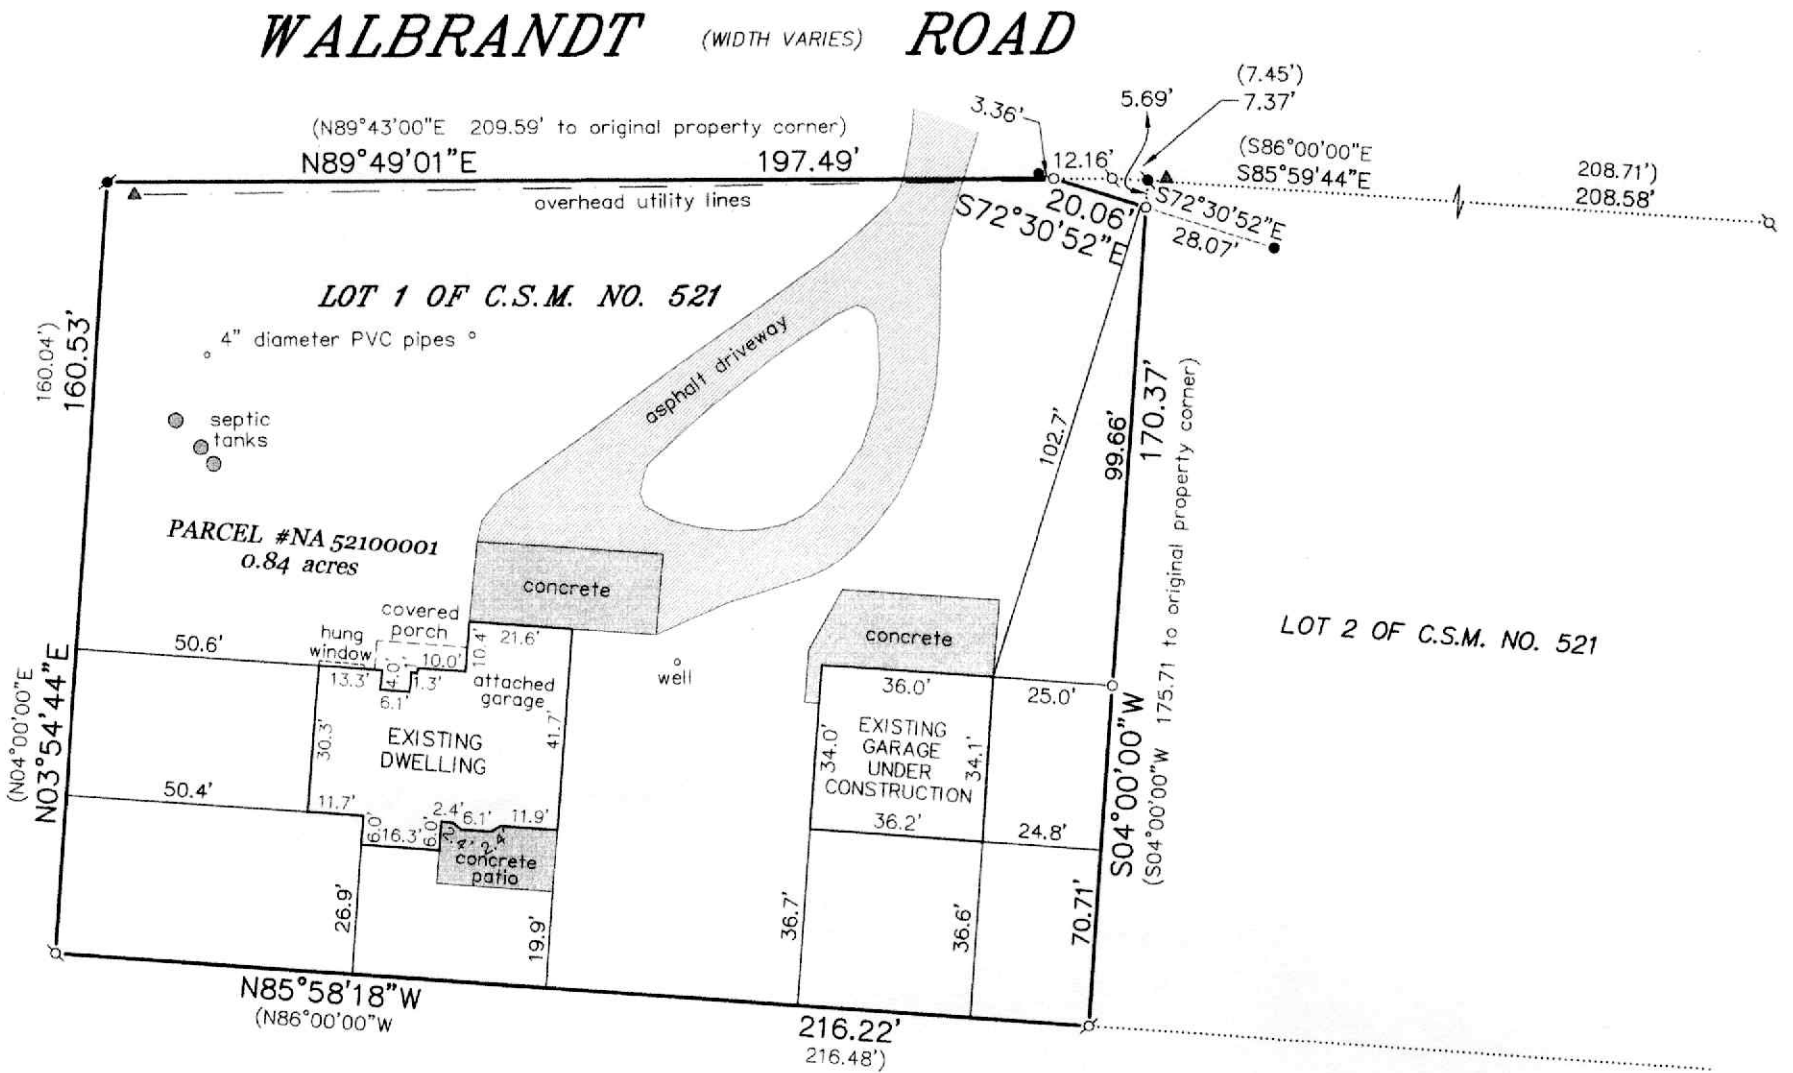 WALBRANDT (WIDTH VARIES) ROAD
(N89°43'00"E 209.59' to original property corner)
N89°49'01"E 197.49'
overhead utility lines
3.36'
12.16'
5.69'
(7.45')
7.37'
(S86°00'00"E 208.71')
S85°59'44"E 208.58'
20.06'
S72°30'52"E
S72°30'52"E
28.07'
LOT 1 OF C.S.M. NO. 521
4" diameter PVC pipes
(160.04')
160.53'
septic
tanks
asphalt driveway
102.7'
99.66'
170.37'
PARCEL #NA 52100001
0.84 acres
concrete
covered
porch
hung
window
50.6'
13.3'
4.0'
6.1'
1.3'
10.0'
10.4'
21.6'
attached
garage
41.7'
30.3'
EXISTING
DWELLING
well
concrete
36.0'
25.0'
34.0'
34.1'
EXISTING
GARAGE
UNDER
CONSTRUCTION
36.2'
24.8'
LOT 2 OF C.S.M. NO. 521
(N04°00'00"E
N03°54'44"E
50.4'
11.7'
6.0'
16.3'
6.0'
2.4'
6.1'
11.9'
2.4'
concrete
patio
26.9'
19.9'
36.7'
36.6'
70.71'
S04°00'00"W
(S04°00'00"W 175.71 to original property corner)
N85°58'18"W 216.22'
(N86°00'00"W 216.48')